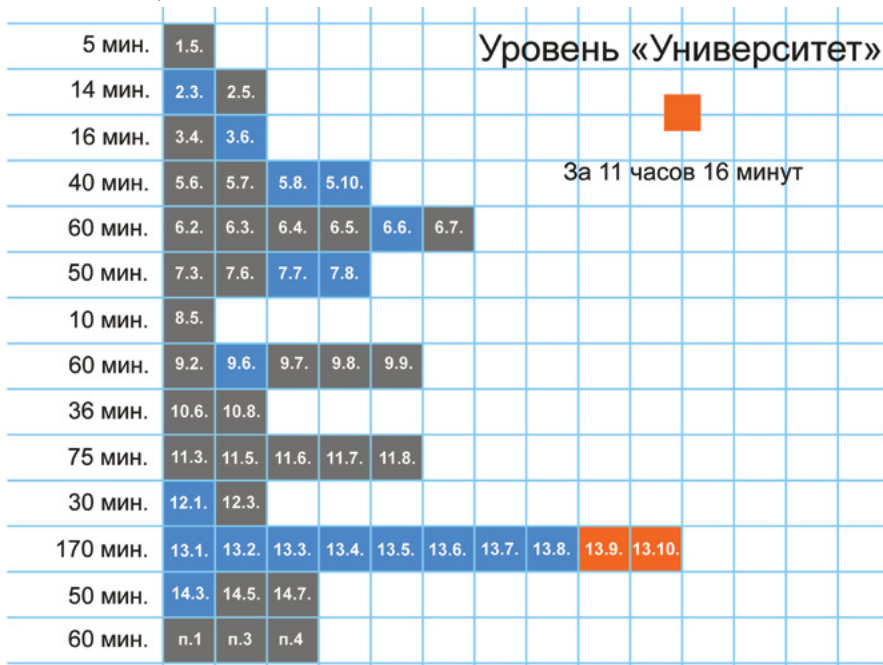 5 мин. 1.5. Уровень «Университет»
14 мин. 2.3. 2.5.
16 мин. 3.4. 3.6.
За 11 часов 16 минут
40 мин. 5.6. 5.7. 5.8. 5.10.
60 мин. 6.2. 6.3. 6.4. 6.5. 6.6. 6.7.
50 мин. 7.3. 7.6. 7.7. 7.8.
10 мин. 8.5.
60 мин. 9.2. 9.6. 9.7. 9.8. 9.9.
36 мин. 10.6. 10.8.
75 мин. 11.3. 11.5. 11.6. 11.7. 11.8.
30 мин. 12.1. 12.3.
170 мин. 13.1. 13.2. 13.3. 13.4. 13.5. 13.6. 13.7. 13.8. 13.9. 13.10.
50 мин. 14.3. 14.5. 14.7.
60 мин. п.1 п.3 п.4